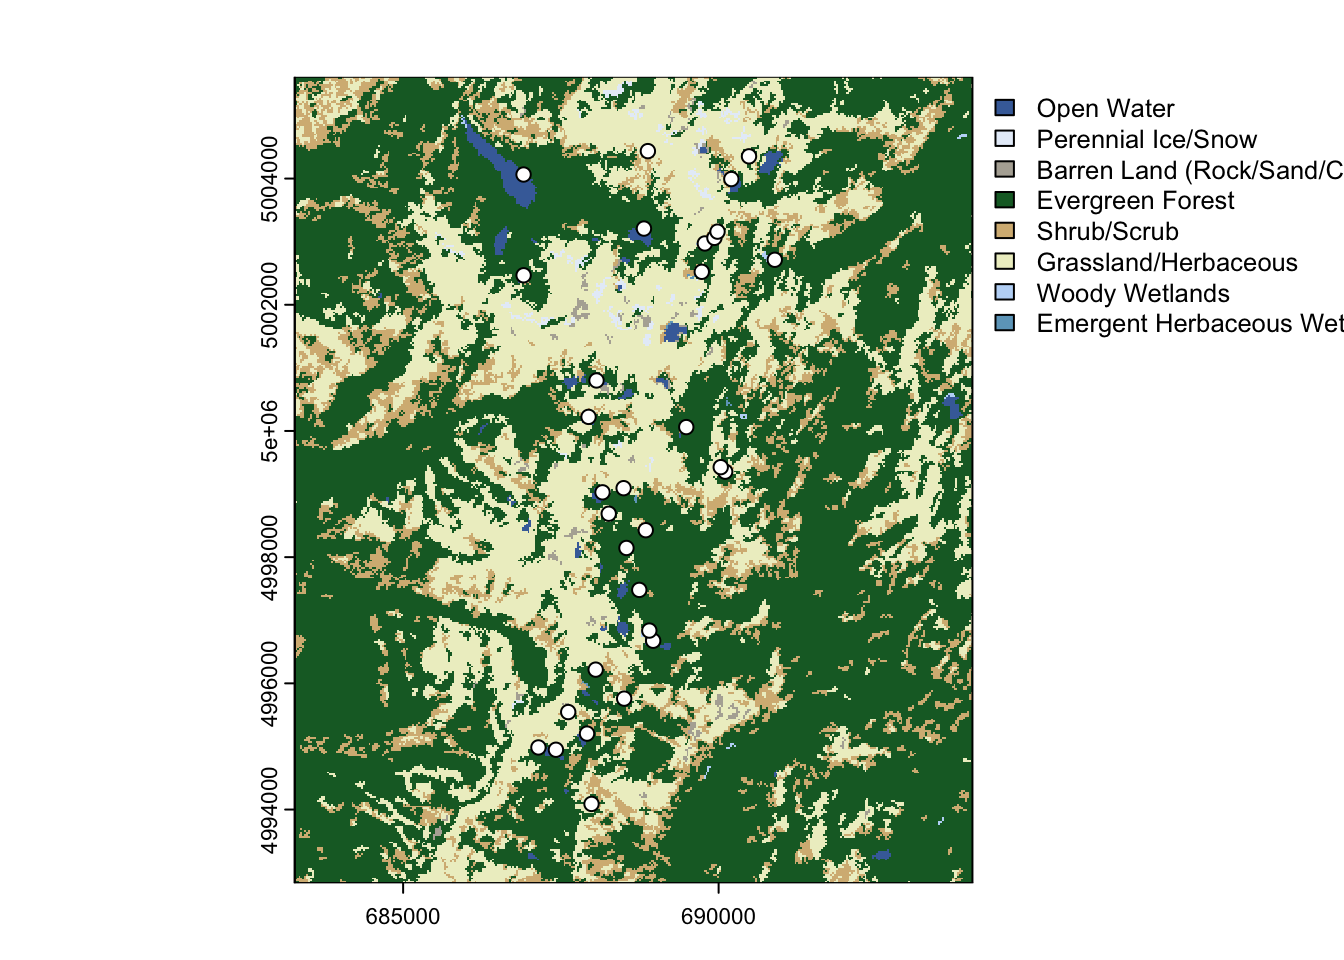 Open Water
Perennial Ice/Snow
Barren Land (Rock/Sand/C
Evergreen Forest
Shrub/Scrub
Grassland/Herbaceous
Woody Wetlands
Emergent Herbaceous Wet
5004000
5002000
5e+06
4998000
4996000
4994000
685000
690000